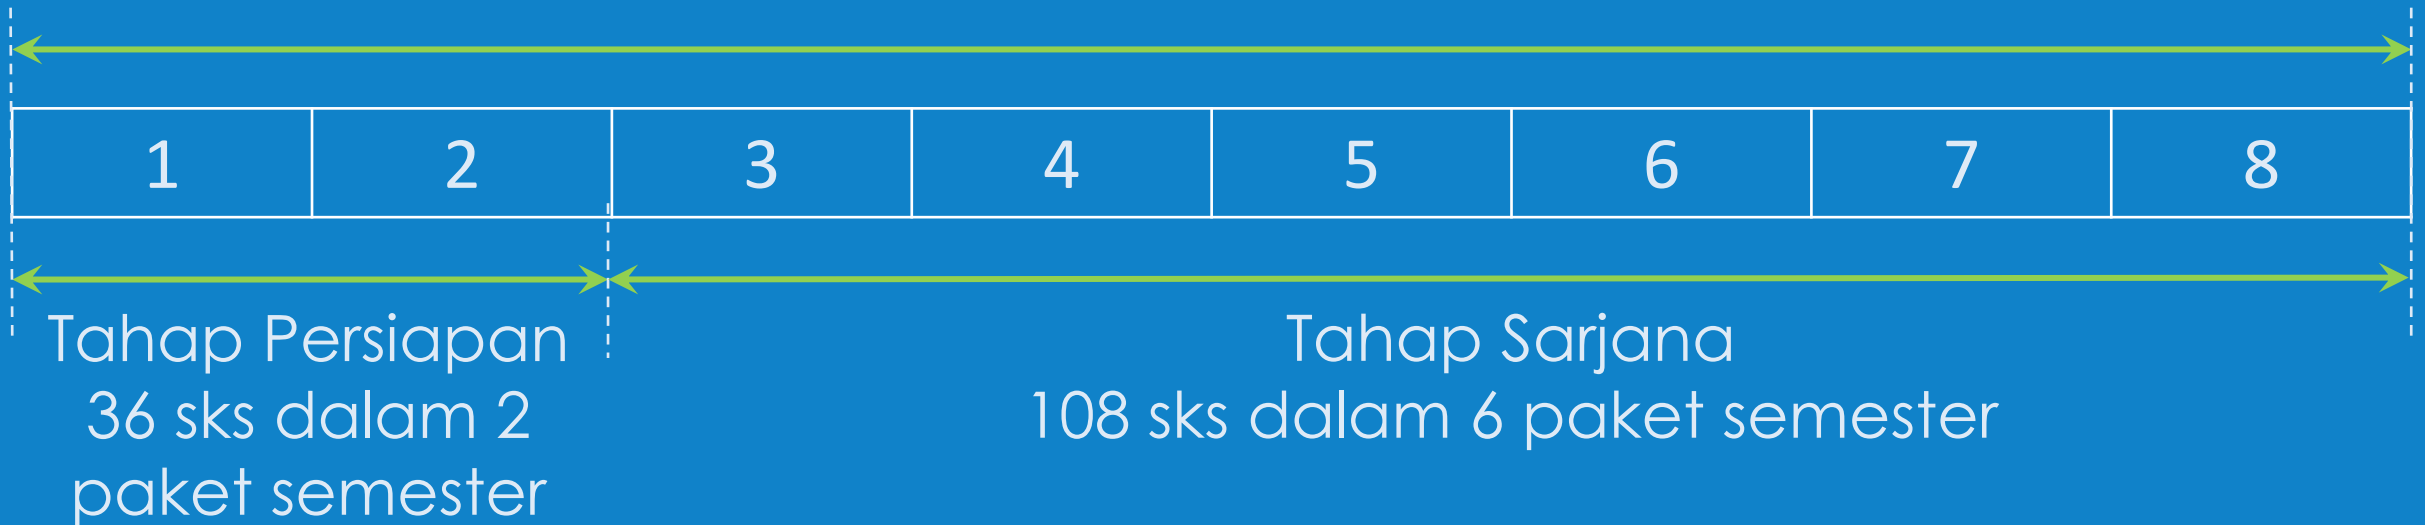 1 2 3 4 5 6 7 8
Tahap Persiapan
36 sks dalam 2
paket semester
Tahap Sarjana
108 sks dalam 6 paket semester